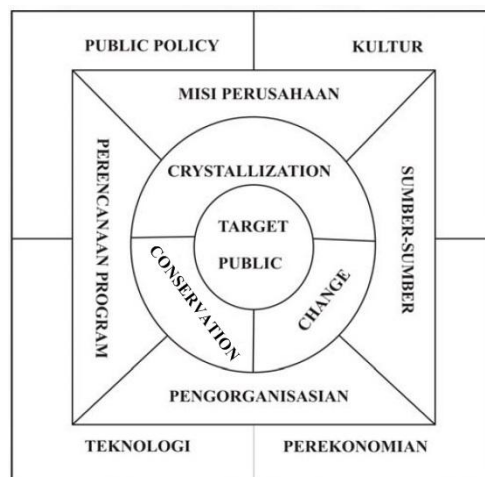 PUBLIC POLICY
KULTUR
MISI PERUSAHAAN
CRYSTALLIZATION
PERENCANAAN PROGRAM
TARGET
PUBLIC
SUMBER-SUMBER
CONSERVATION
CHANGE
PENGORGANISASIAN
TEKNOLOGI
PEREKONOMIAN